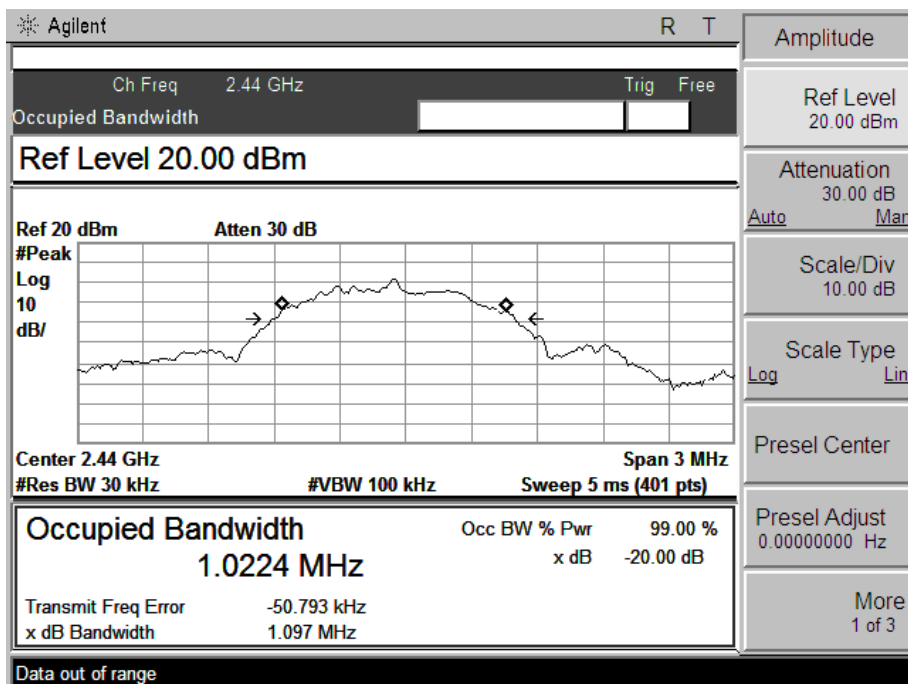 Agilent R T
Ch Freq 2.44 GHz Trig Free
Occupied Bandwidth
Ref Level 20.00 dBm
Ref 20 dBm Atten 30 dB
#Peak
Log
10
dB/
Center 2.44 GHz Span 3 MHz
#Res BW 30 kHz #VBW 100 kHz Sweep 5 ms (401 pts)
Occupied Bandwidth Occ BW % Pwr 99.00 %
1.0224 MHz x dB -20.00 dB
Transmit Freq Error -50.793 kHz
x dB Bandwidth 1.097 MHz
Data out of range
Amplitude
Ref Level
20.00 dBm
Attenuation
30.00 dB
Auto Man
Scale/Div
10.00 dB
Scale Type
Log Lin
Presel Center
Presel Adjust
0.00000000 Hz
More
1 of 3